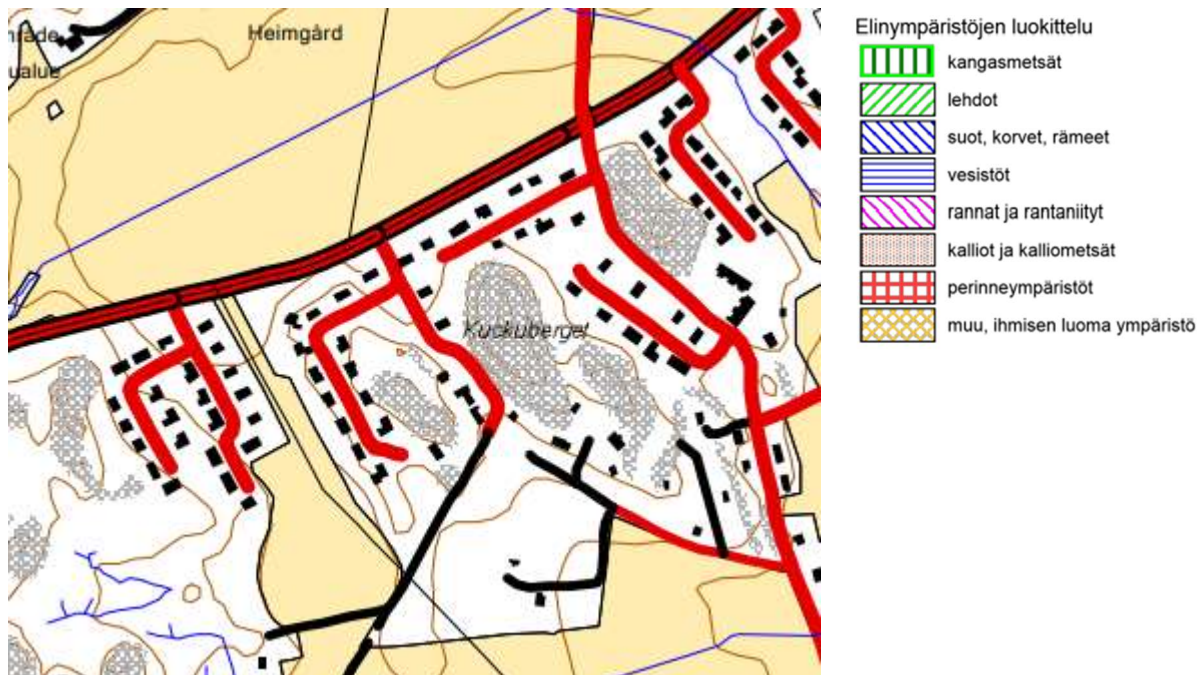 Heimgård
Kuckuberget
Elinympäristöjen luokittelu
kangasmetsät
lehdot
suot, korvet, rämeet
vesistöt
rannat ja rantaniityt
kalliot ja kalliometsät
perinneympäristöt
muu, ihmisen luoma ympäristö